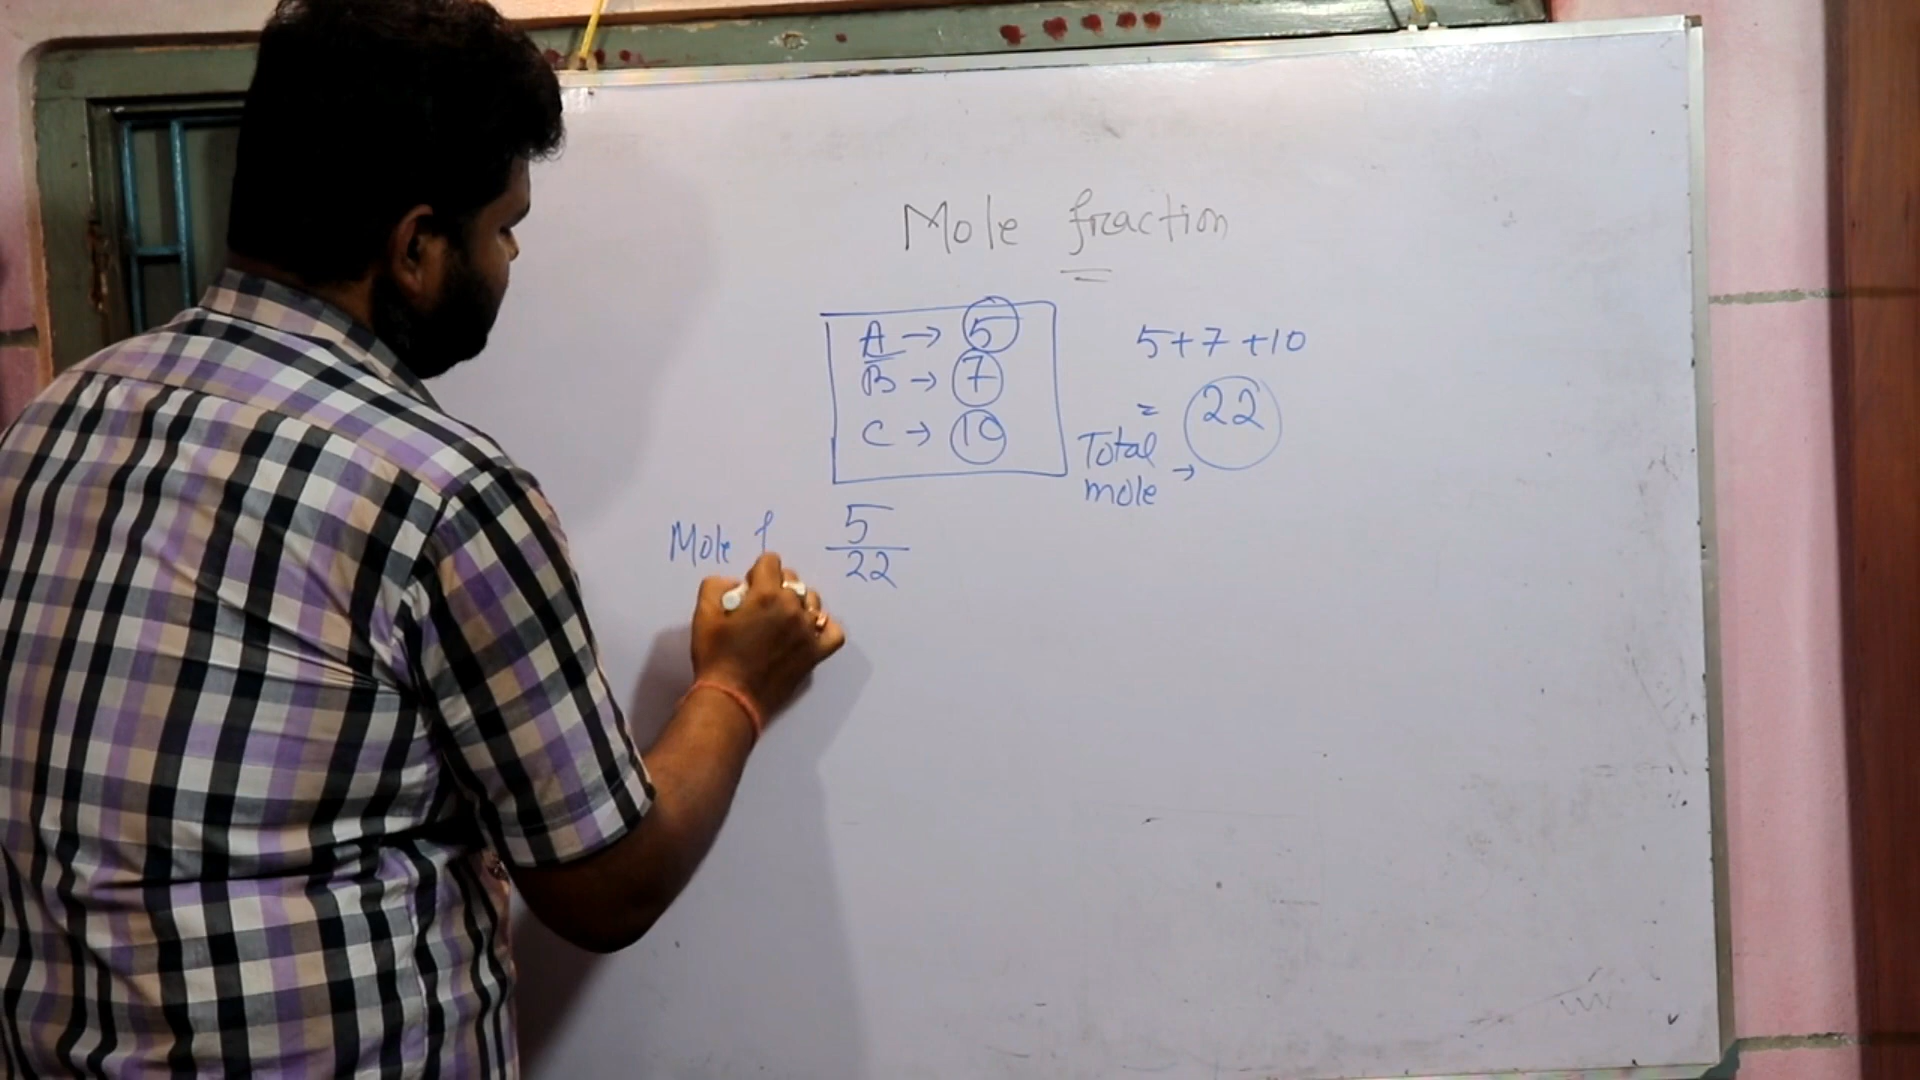 Mole fraction
A → 5
B → 7
C → 10
5+7+10
= 22
Total
mole →
Mole f
5
22